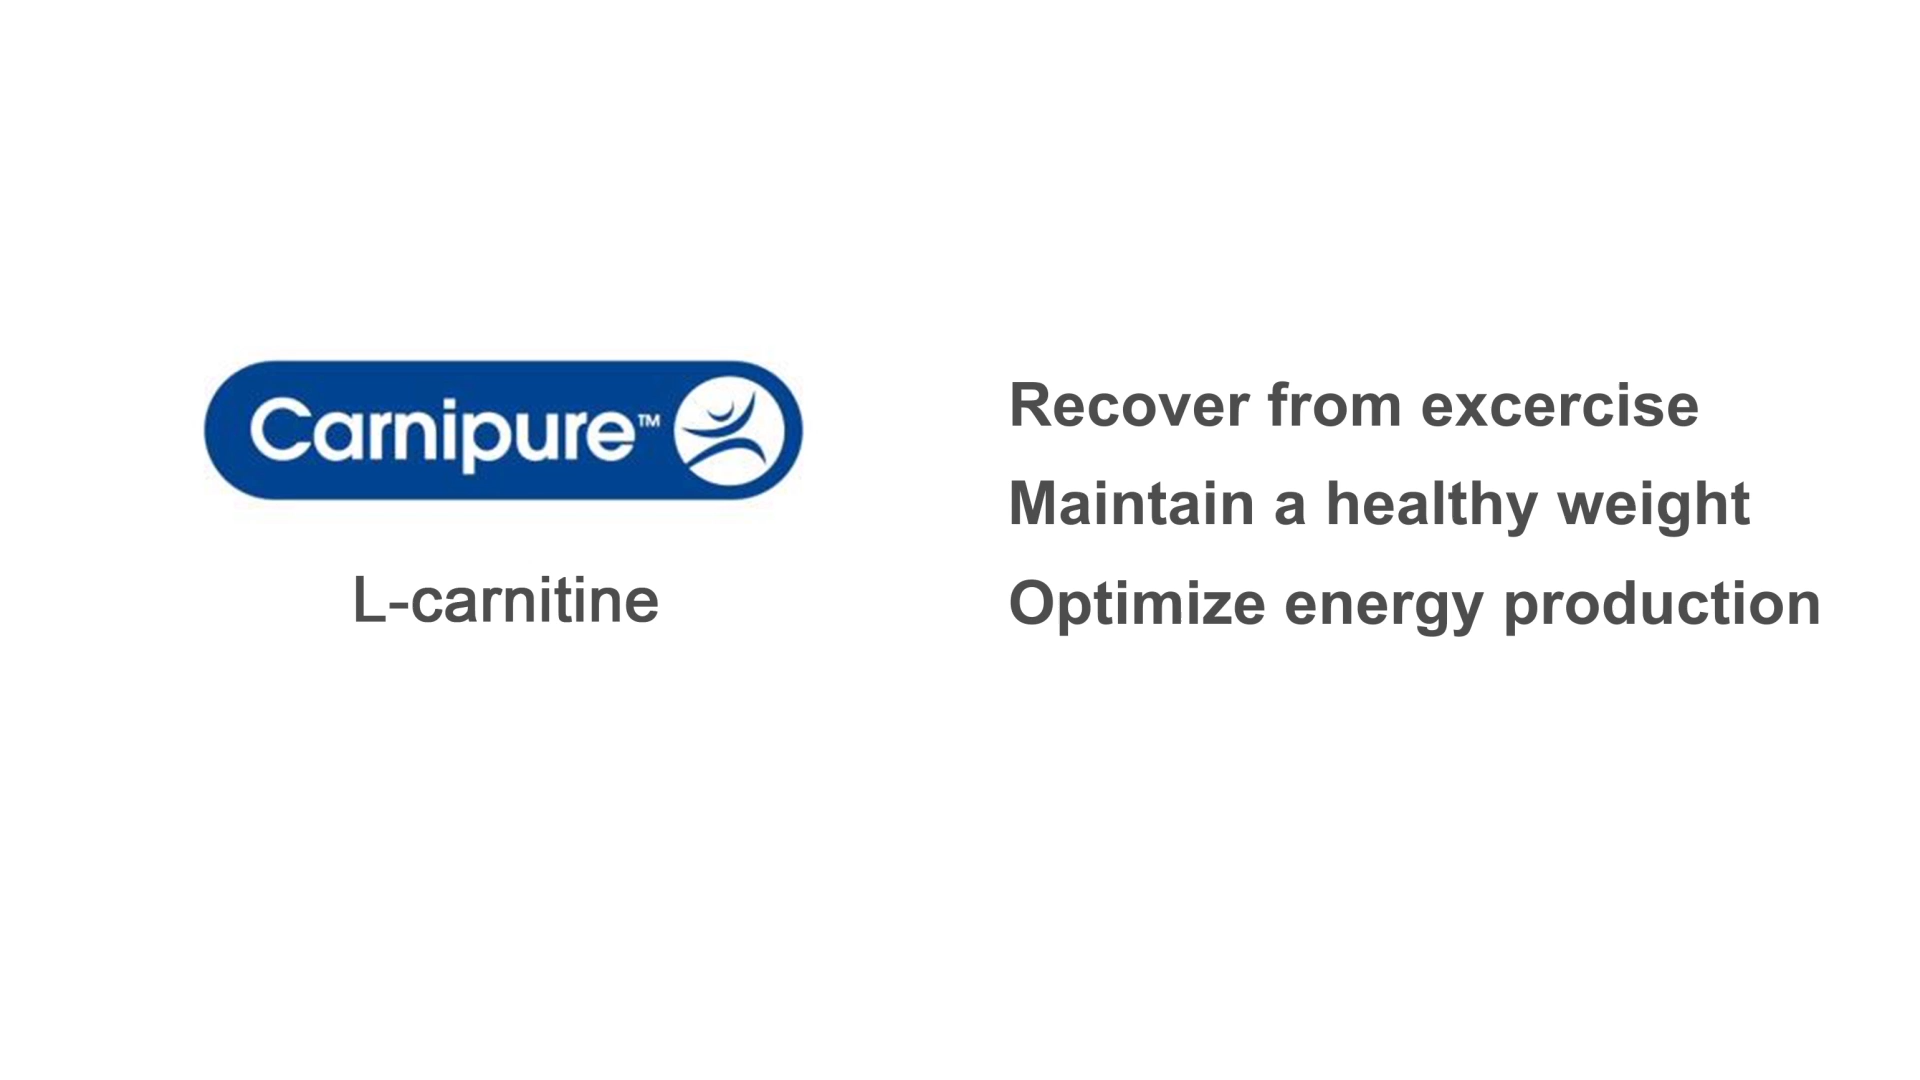 Carnipure™
L-carnitine
Recover from excercise
Maintain a healthy weight
Optimize energy production